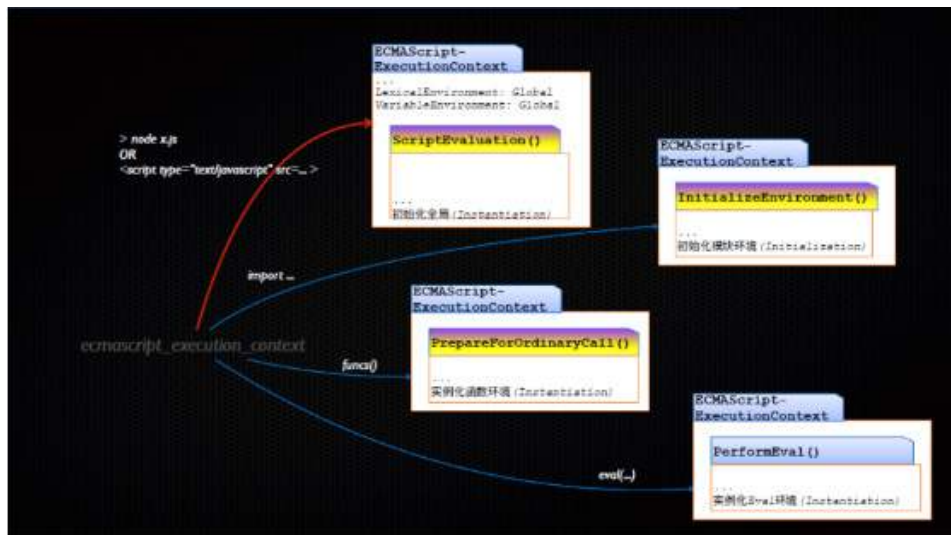 ECMAScript-
ExecutionContext
...
LexicalEnvironment: Global
VariableEnvironment: Global
ScriptEvaluation()
...
初始化全局 (Instantiation)
> node x.js
OR
<script type="text/javascript" src=... >
ECMAScript-
ExecutionContext
InitializeEnvironment()
...
初始化模块环境 (Initialization)
import ...
ECMAScript-
ExecutionContext
PrepareForOrdinaryCall()
...
实例化函数环境 (Instantiation)
ecmascript_execution_context
funcs()
ECMAScript-
ExecutionContext
PerformEval()
...
实例化Eval环境 (Instantiation)
eval(...)